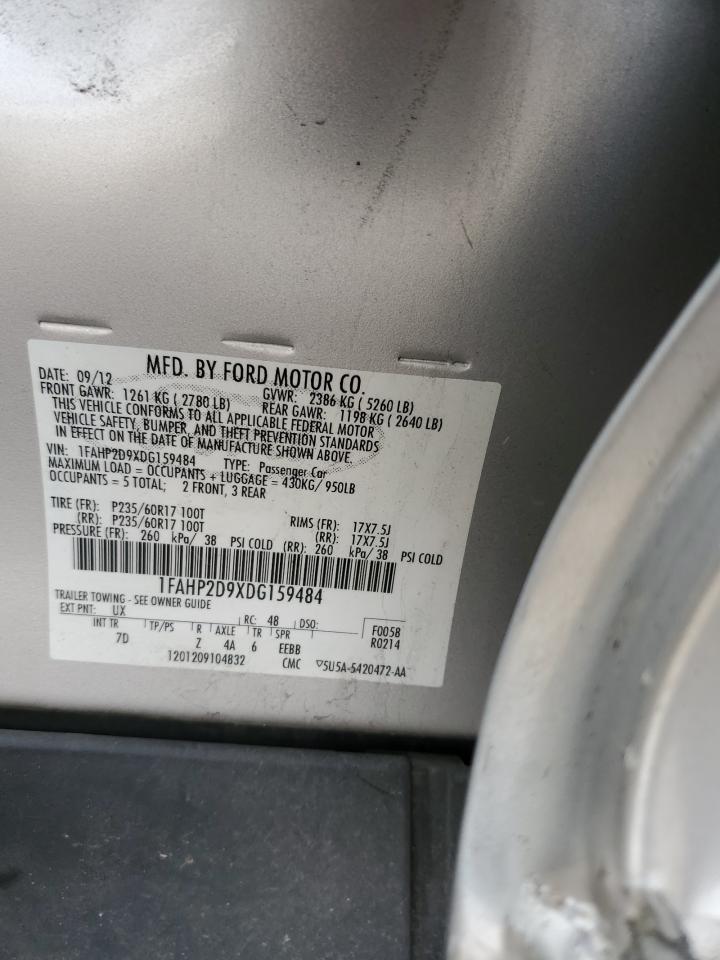 MFD. BY FORD MOTOR CO.
DATE: 09/12 GVWR: 2386 KG ( 5260 LB)
FRONT GAWR: 1261 KG ( 2780 LB) REAR GAWR: 1198 KG ( 2640 LB)
THIS VEHICLE CONFORMS TO ALL APPLICABLE FEDERAL MOTOR
VEHICLE SAFETY, BUMPER, AND THEFT PREVENTION STANDARDS
IN EFFECT ON THE DATE OF MANUFACTURE SHOWN ABOVE.
VIN: 1FAHP2D9XDG159484 TYPE: Passenger Car
MAXIMUM LOAD = OCCUPANTS + LUGGAGE = 430KG/ 950LB
OCCUPANTS = 5 TOTAL; 2 FRONT, 3 REAR
TIRE (FR): P235/60R17 100T RIMS (FR): 17X7.5J
(RR): P235/60R17 100T (RR): 17X7.5J
PRESSURE (FR): 260 kPa/ 38 PSI COLD (RR): 260 kPa/ 38 PSI COLD
1FAHP2D9XDG159484
TRAILER TOWING - SEE OWNER GUIDE
EXT PNT: UX RC: 48 DSO: F0058
INT TR TP/PS R AXLE TR SPR R0214
7D Z 4A 6 EEBB
1201209104832 CMC ▽5U5A-5420472-AA